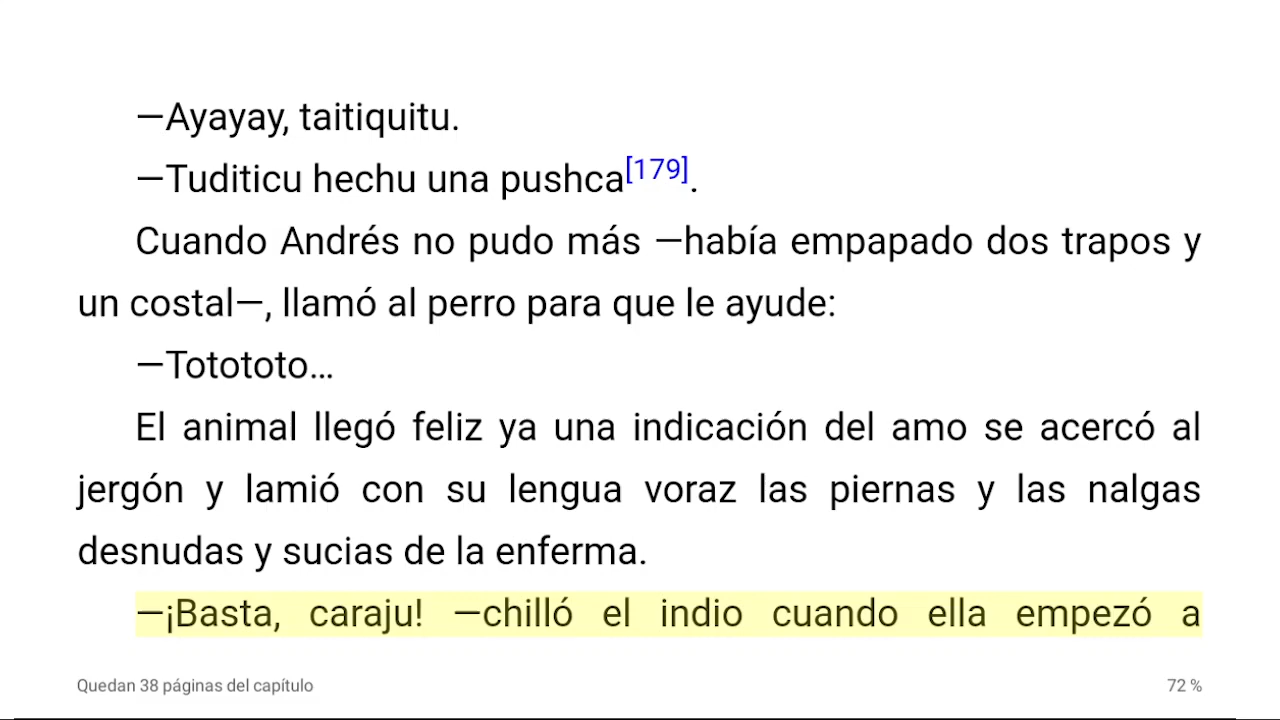 —Ayayay, taitiquitu.
—Tuditicu hechu una pushca[179].
Cuando Andrés no pudo más —había empapado dos trapos y
un costal—, llamó al perro para que le ayude:
—Totototo…
El animal llegó feliz ya una indicación del amo se acercó al
jergón y lamió con su lengua voraz las piernas y las nalgas
desnudas y sucias de la enferma.
—¡Basta, caraju! —chilló el indio cuando ella empezó a
Quedan 38 páginas del capítulo
72 %